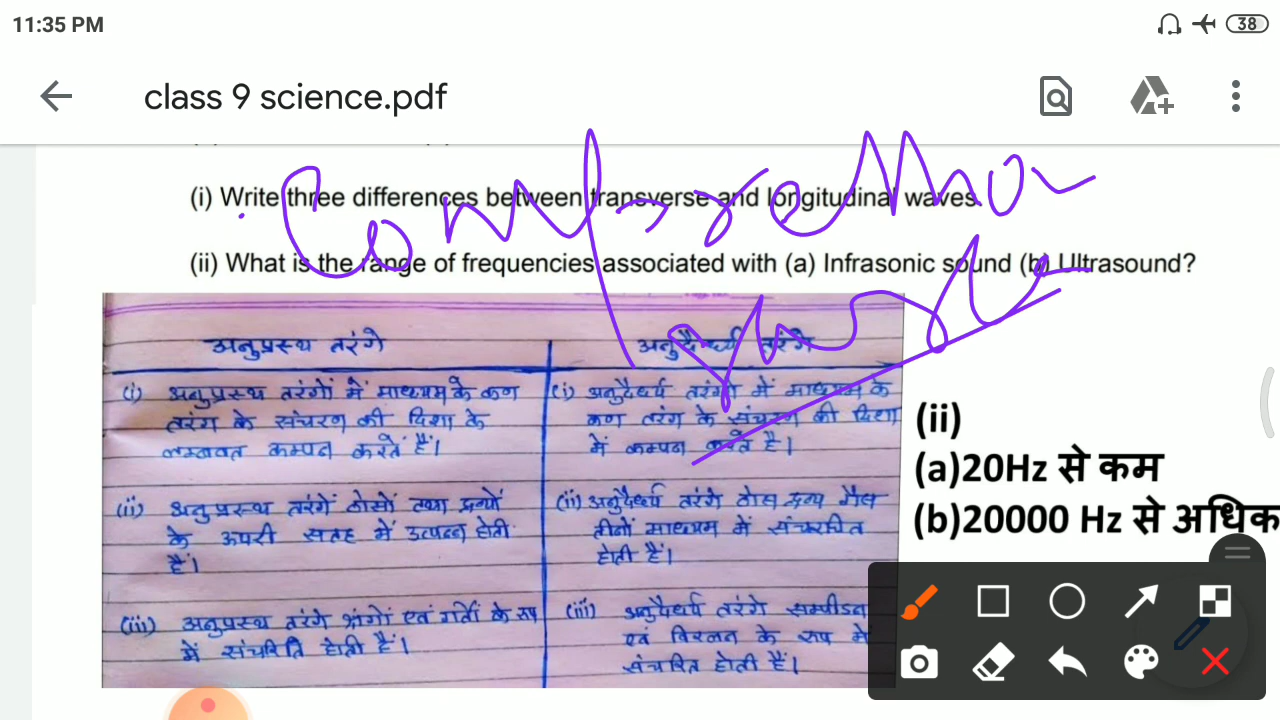 11:35 PM
38
class 9 science.pdf
(i) Write three differences between transverse and longitudinal waves.
(ii) What is the range of frequencies associated with (a) Infrasonic sound (b) Ultrasound?
अनुप्रस्थ तरंगे
अनुदैर्ध्य तरंगे
(i) अनुप्रस्थ तरंगों में माध्यम के कण
तरंग के संचरण की दिशा के
लम्बवत कम्पन करते हैं।
(ii) अनुप्रस्थ तरंगें ठोसों तथा द्रव्यों
के ऊपरी सतह में उत्पन्न होती
हैं।
(iii) अनुप्रस्थ तरंगे श्रृंगों एवं गर्तों के रूप
में संचरित होती हैं।
(i) अनुदैर्ध्य तरंगों में माध्यम के
कण तरंग के संचरण की दिशा
में कम्पन करते हैं।
(ii) अनुदैर्ध्य तरंगे ठोस द्रव्य गैस
तीनों माध्यम में संचरित
होती हैं।
(iii) अनुदैर्ध्य तरंगे सम्पीडन
एवं विरलन के रूप में
संचरित होती हैं।
(ii)
(a)20Hz से कम
(b)20000 Hz से अधिक